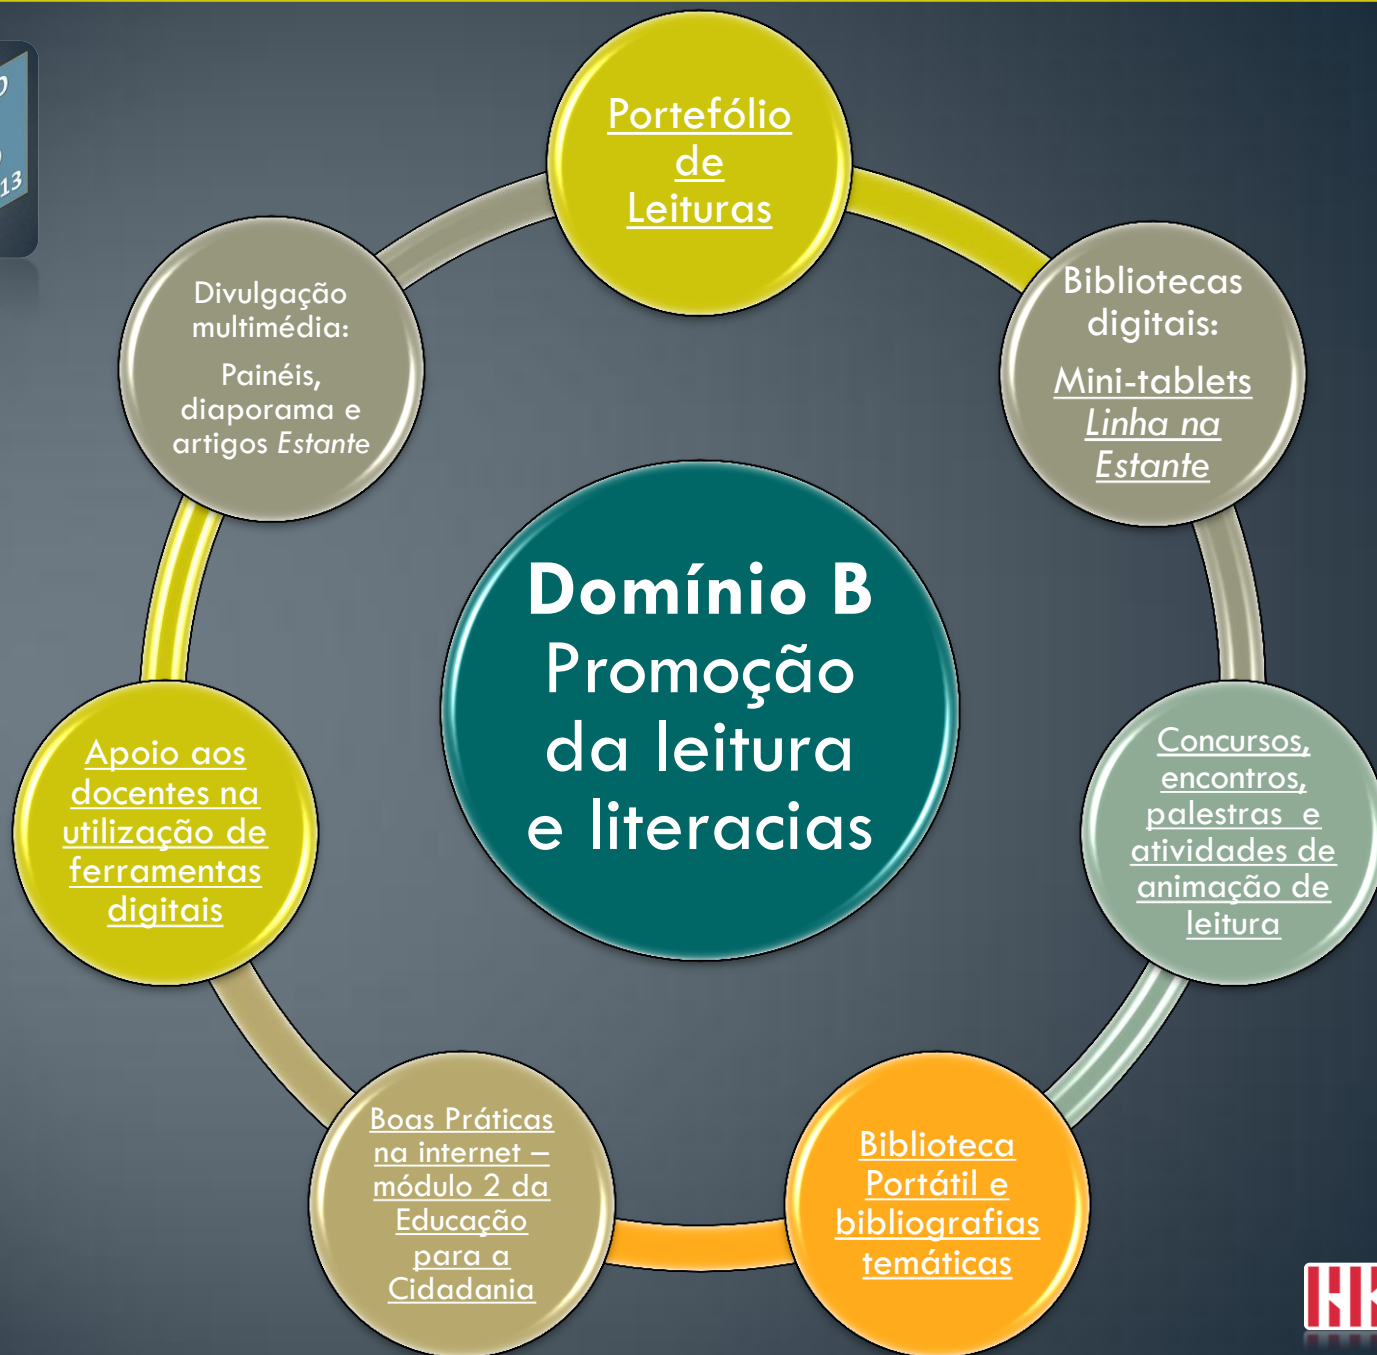 13
Portefólio
de
Leituras
Bibliotecas
digitais:
Mini-tablets
Linha na
Estante
Concursos,
encontros,
palestras e
atividades de
animação de
leitura
Biblioteca
Portátil e
bibliografias
temáticas
Boas Práticas
na internet –
módulo 2 da
Educação
para a
Cidadania
Apoio aos
docentes na
utilização de
ferramentas
digitais
Divulgação
multimédia:
Painéis,
diaporama e
artigos Estante
Domínio B
Promoção
da leitura
e literacias